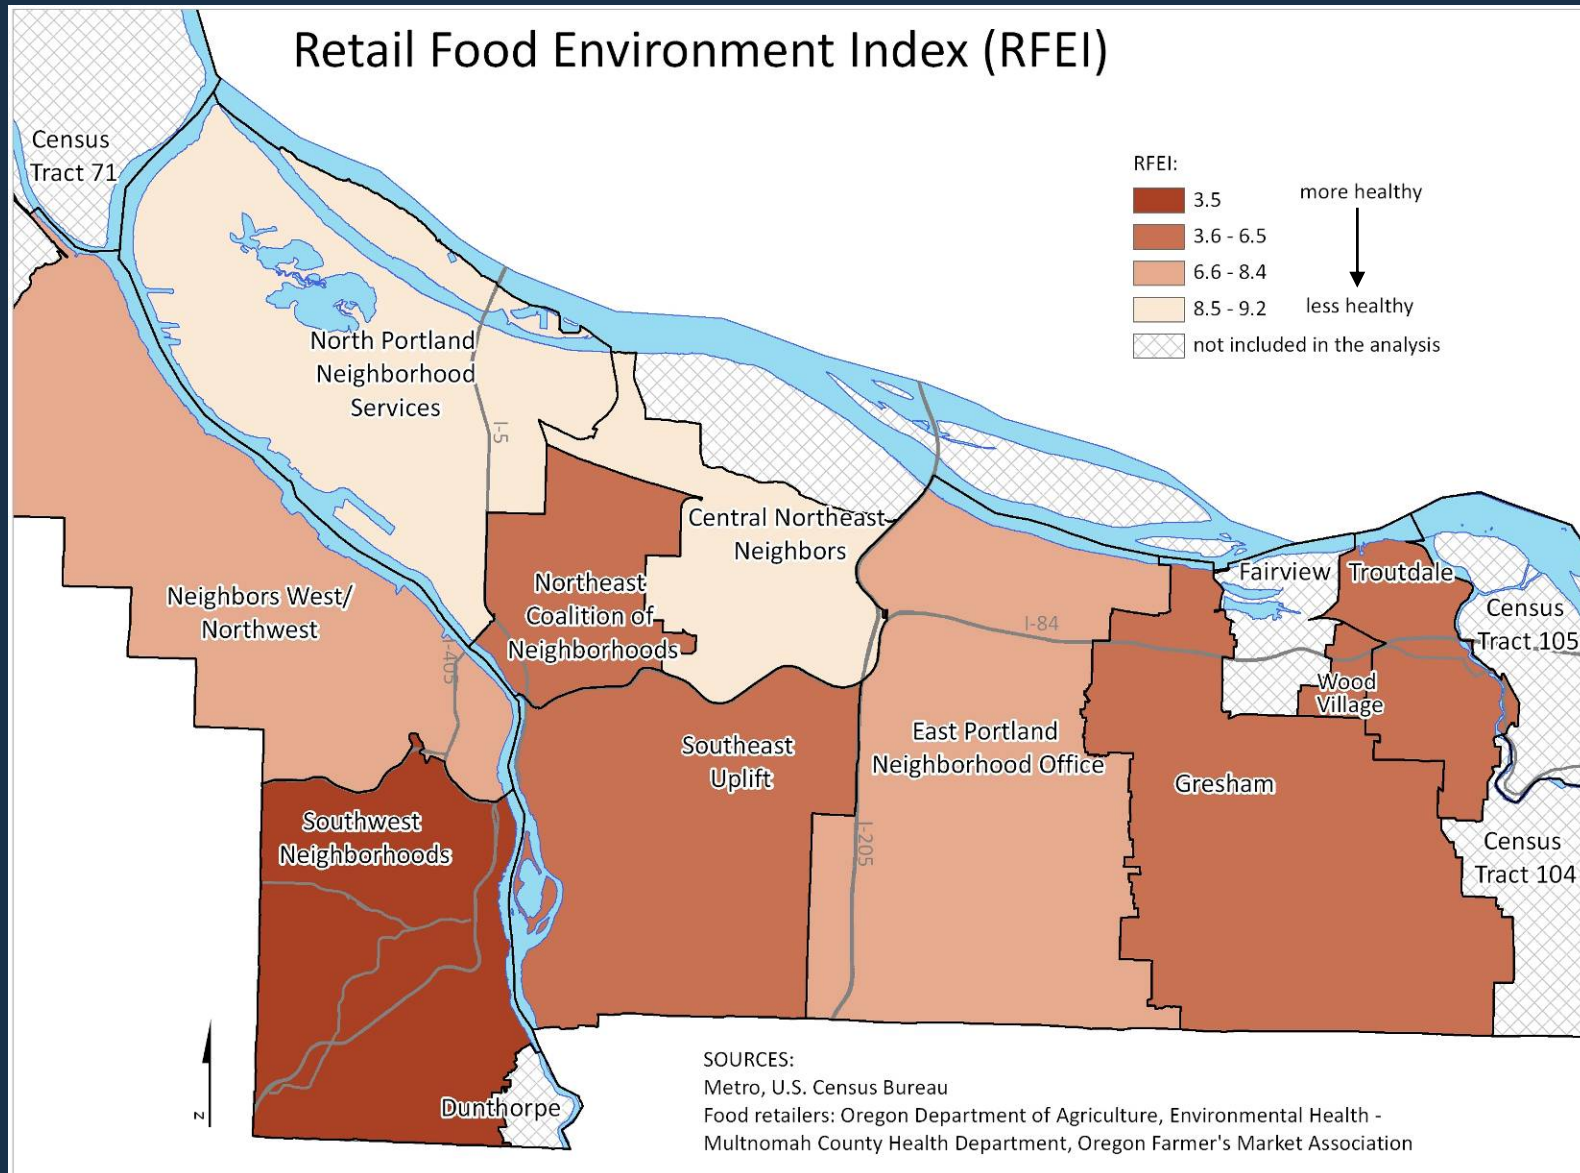 Retail Food Environment Index (RFEI)
Census
Tract 71
RFEI:
3.5
more healthy
3.6 - 6.5
6.6 - 8.4
8.5 - 9.2
less healthy
not included in the analysis
North Portland
Neighborhood
Services
I-5
Central Northeast
Neighbors
Northeast
Coalition of
Neighborhoods
Neighbors West/
Northwest
I-405
I-84
Fairview
Troutdale
Census
Tract 105
Wood
Village
Southeast
Uplift
East Portland
Neighborhood Office
Gresham
I-205
Southwest
Neighborhoods
Census
Tract 104
Dunthorpe
N
SOURCES:
Metro, U.S. Census Bureau
Food retailers: Oregon Department of Agriculture, Environmental Health -
Multnomah County Health Department, Oregon Farmer's Market Association